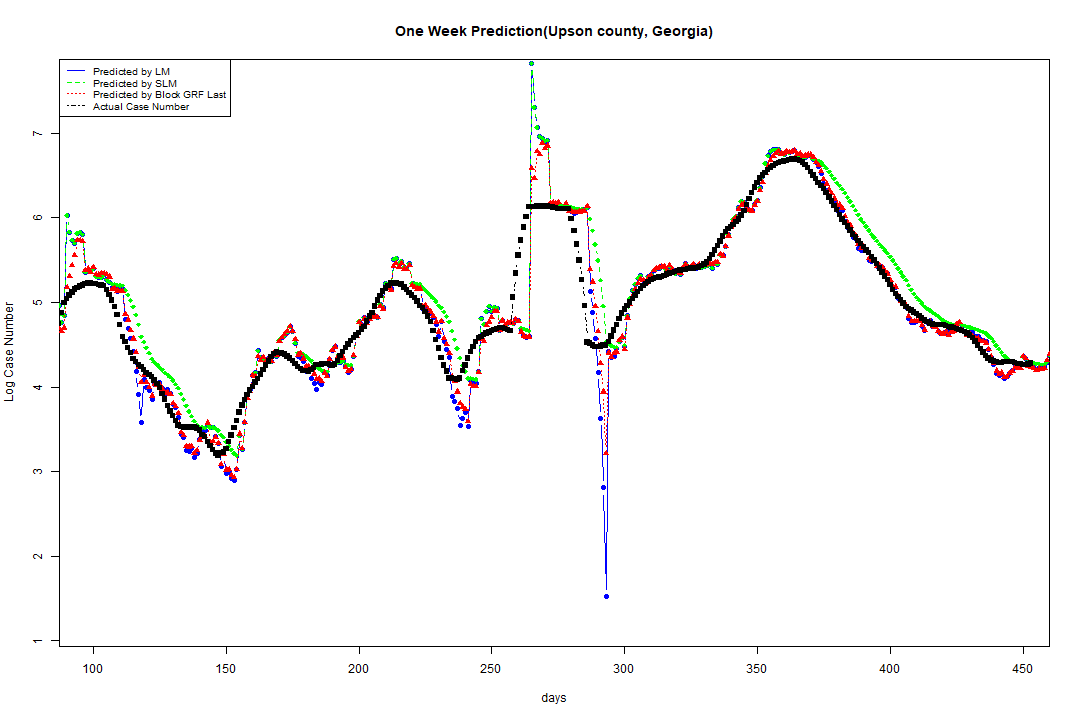 One Week Prediction(Upson county, Georgia)
Predicted by LM
Predicted by SLM
Predicted by Block GRF Last
Actual Case Number
Log Case Number
7
6
5
4
3
2
1
100 150 200 250 300 350 400 450
days